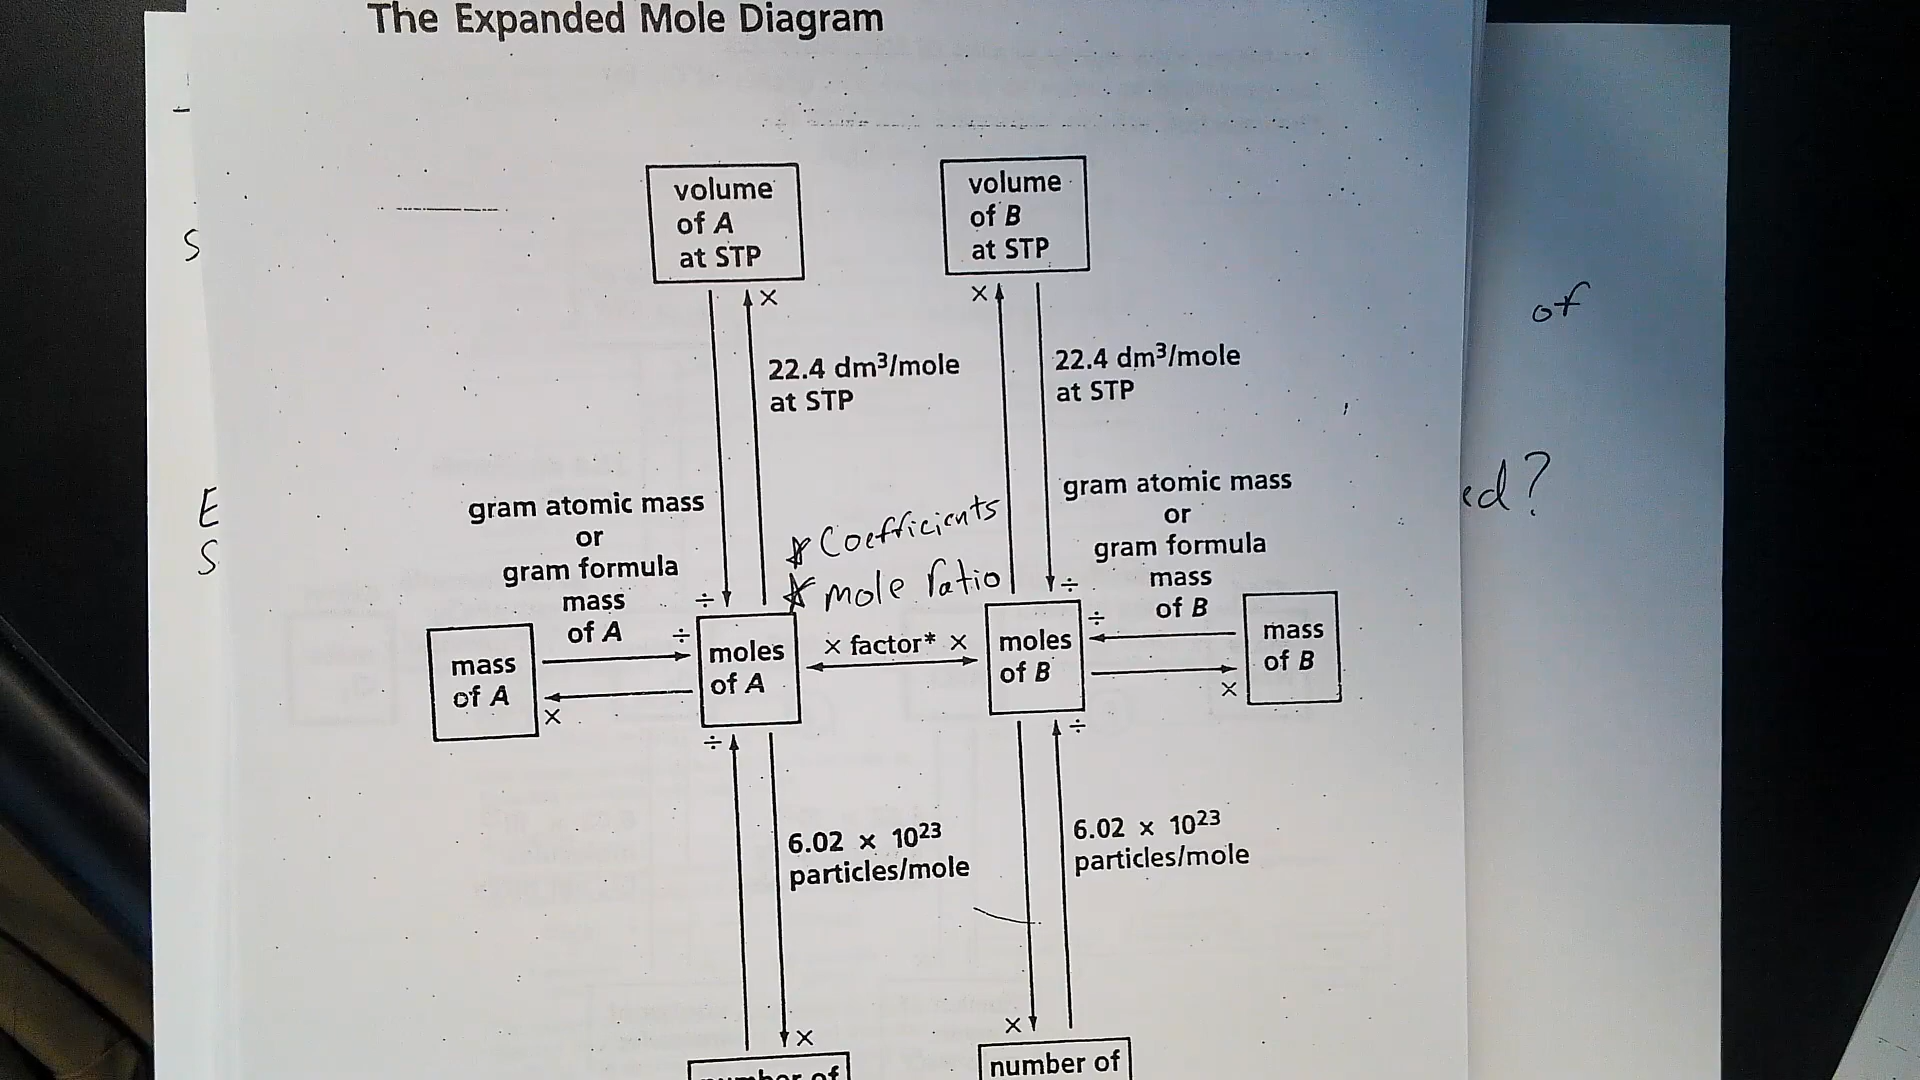 The Expanded Mole Diagram
volume
of A
at STP
volume
of B
at STP
×
×
22.4 dm³/mole
at STP
22.4 dm³/mole
at STP
gram atomic mass
or
gram formula
mass
of A
* Coefficients
* mole ratio
gram atomic mass
or
gram formula
mass
of B
÷
÷
÷
÷
mass
of A
moles
of A
× factor* ×
moles
of B
mass
of B
×
×
÷
÷
6.02 × 10²³
particles/mole
6.02 × 10²³
particles/mole
×
×
number of
number of
S
E
S
of
ed?